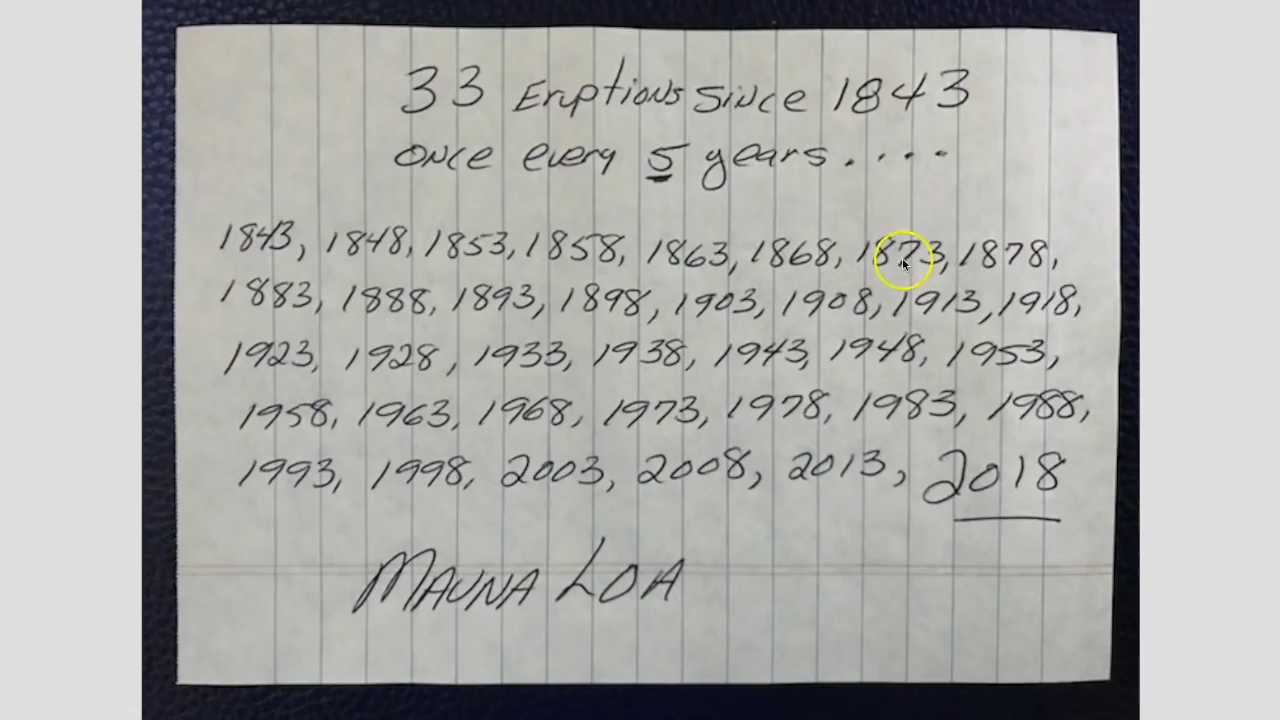 33 Eruptions Since 1843
once every 5 years . . . .
1843, 1848, 1853, 1858, 1863, 1868, 1873, 1878,
1883, 1888, 1893, 1898, 1903, 1908, 1913, 1918,
1923, 1928, 1933, 1938, 1943, 1948, 1953,
1958, 1963, 1968, 1973, 1978, 1983, 1988,
1993, 1998, 2003, 2008, 2013, 2018
MAUNA LOA